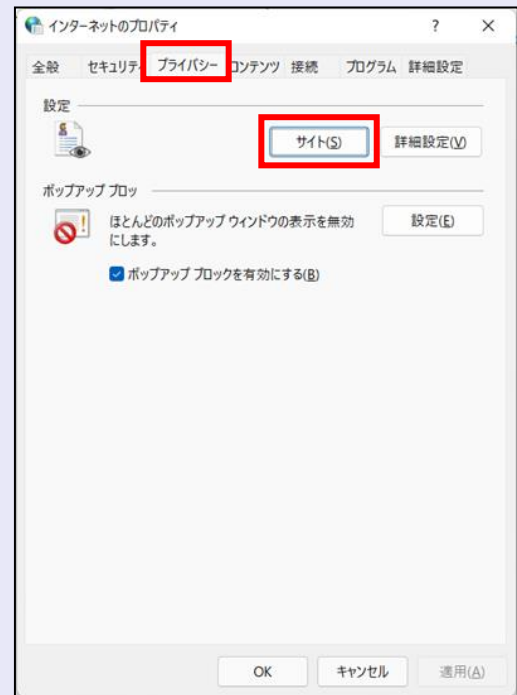 インターネットのプロパティ
? ×
全般 セキュリティ プライバシー コンテンツ 接続 プログラム 詳細設定
設定
サイト(S) 詳細設定(V)
ポップアップ ブロッ
ほとんどのポップアップ ウィンドウの表示を無効
にします。
設定(E)
ポップアップ ブロックを有効にする(B)
OK キャンセル 適用(A)